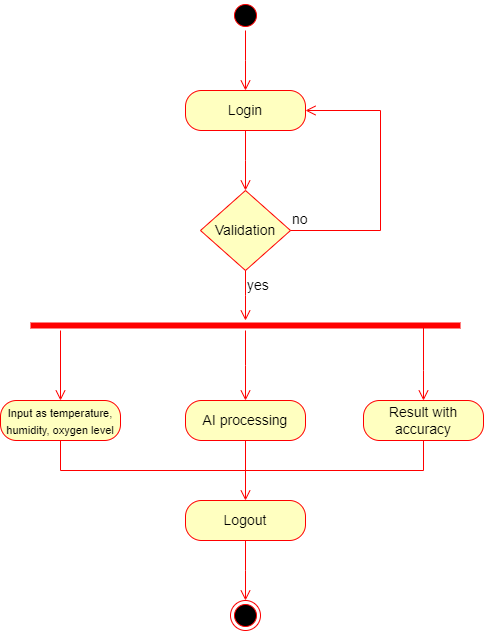 Login
Validation
no
yes
Input as temperature,
humidity, oxygen level
AI processing
Result with
accuracy
Logout